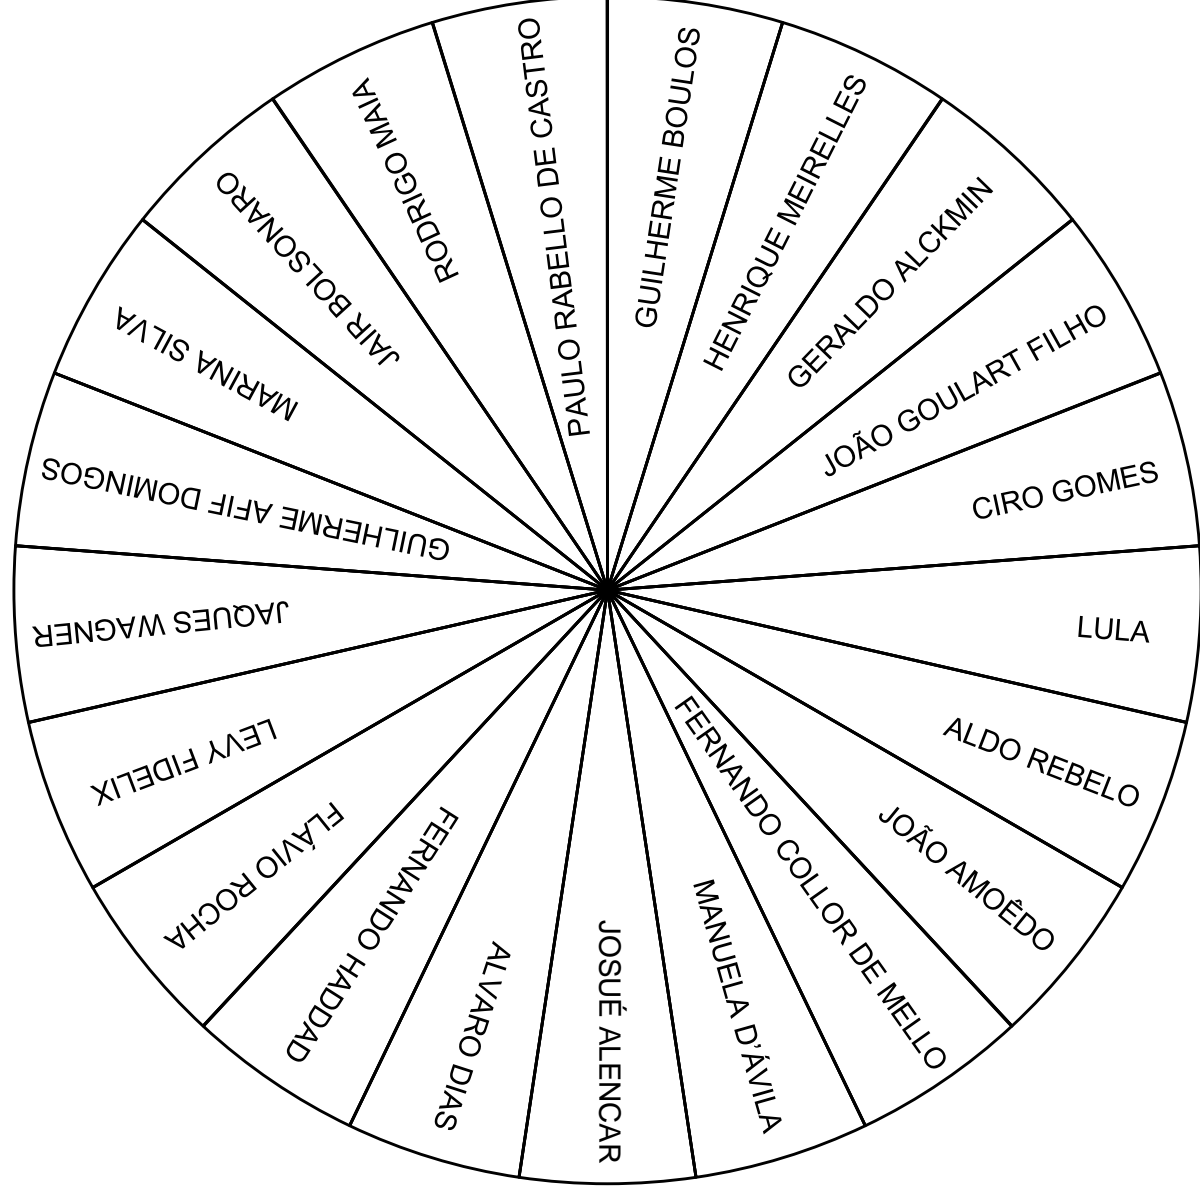 GUILHERME BOULOS
HENRIQUE MEIRELLES
GERALDO ALCKMIN
JOÃO GOULART FILHO
CIRO GOMES
LULA
ALDO REBELO
JOÃO AMOÊDO
FERNANDO COLLOR DE MELLO
MANUELA D’ÁVILA
JOSUÉ ALENCAR
ALVARO DIAS
FERNANDO HADDAD
FLÁVIO ROCHA
LEVY FIDELIX
JAQUES WAGNER
GUILHERME AFIF DOMINGOS
MARINA SILVA
JAIR BOLSONARO
RODRIGO MAIA
PAULO RABELLO DE CASTRO